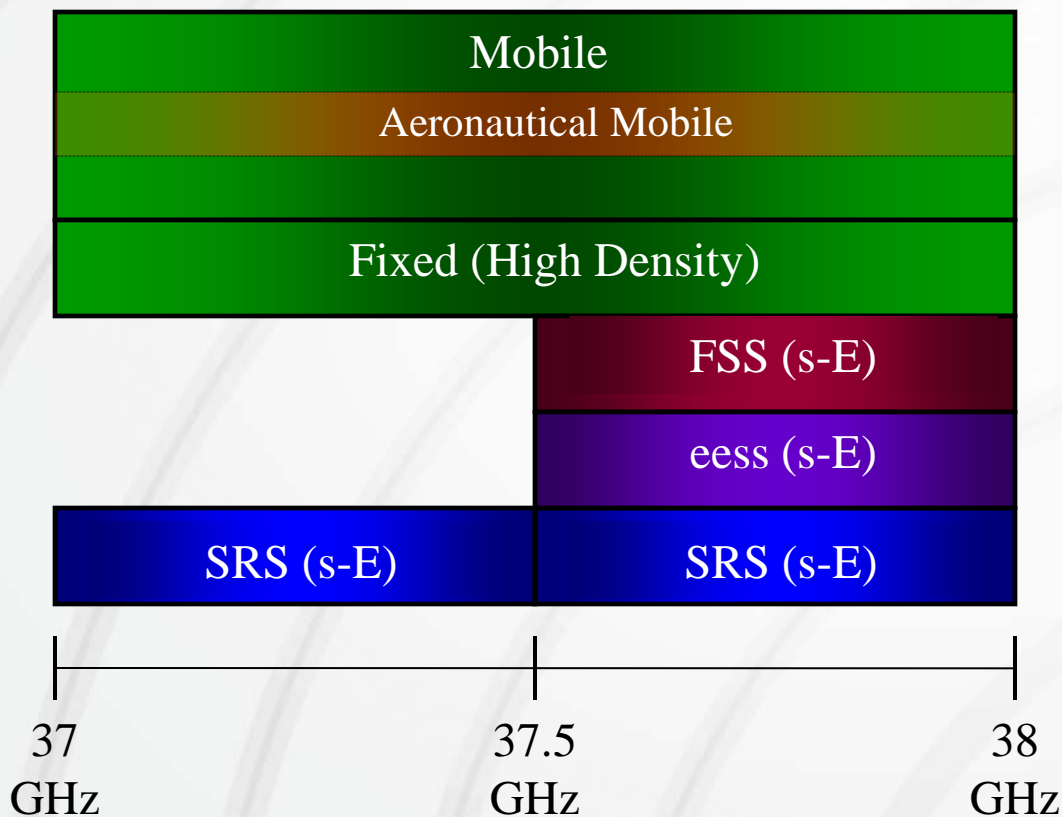 Mobile
Aeronautical Mobile
Fixed (High Density)
FSS (s-E)
eess (s-E)
SRS (s-E)
SRS (s-E)
37
GHz
37.5
GHz
38
GHz